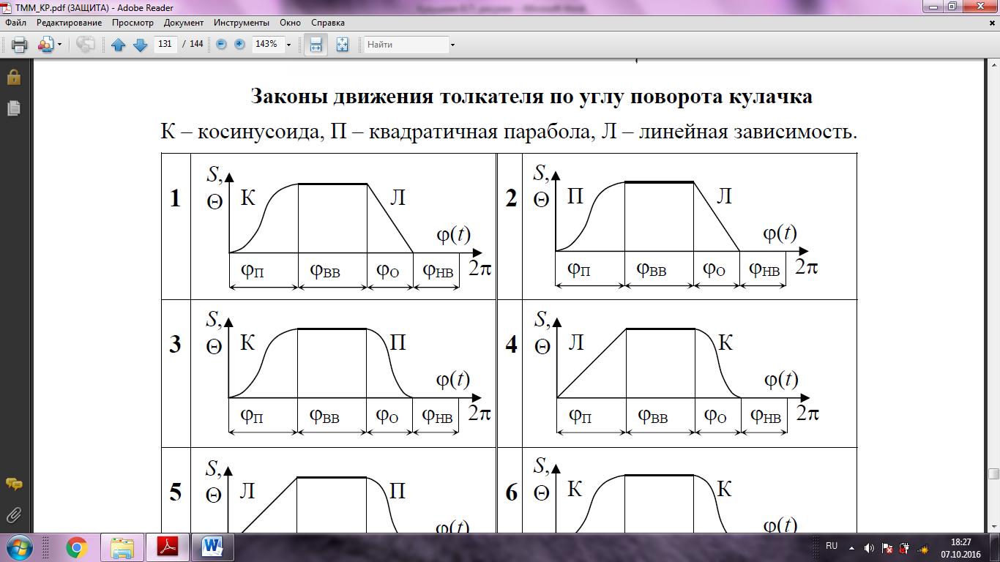 TMM_KP.pdf (ЗАЩИТА) - Adobe Reader
Файл Редактирование Просмотр Документ Инструменты Окно Справка
131 / 144 143% Найти
Законы движения толкателя по углу поворота кулачка
К – косинусоида, П – квадратичная парабола, Л – линейная зависимость.
1 S, Θ К Л φ(t) 2π
φП φВВ φО φНВ
2 S, Θ П Л φ(t) 2π
φП φВВ φО φНВ
3 S, Θ К П φ(t) 2π
φП φВВ φО φНВ
4 S, Θ Л К φ(t) 2π
φП φВВ φО φНВ
5 S, Θ Л П φ(t)
6 S, Θ К К φ(t)
RU 18:27
07.10.2016